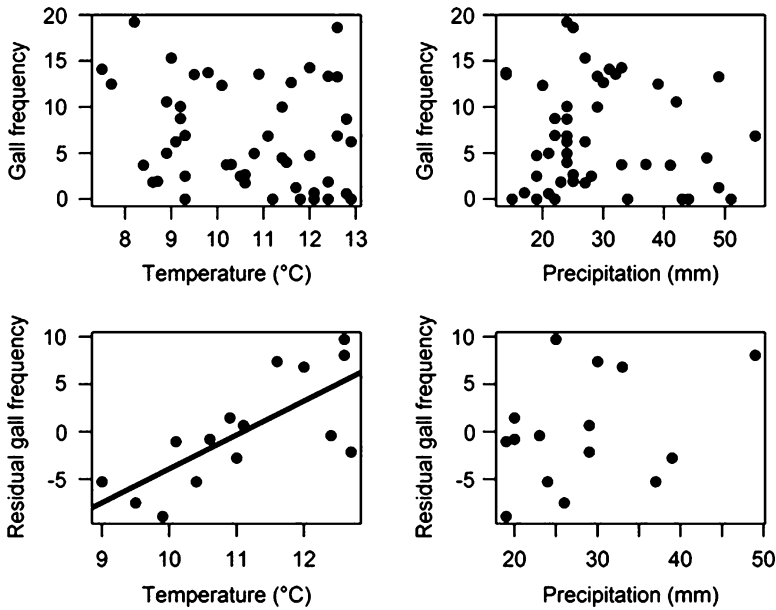 Gall frequency
20
15
10
5
0
8 9 10 11 12 13
Temperature (°C)
Gall frequency
20
15
10
5
0
20 30 40 50
Precipitation (mm)
Residual gall frequency
10
5
0
-5
9 10 11 12
Temperature (°C)
Residual gall frequency
10
5
0
-5
20 30 40 50
Precipitation (mm)